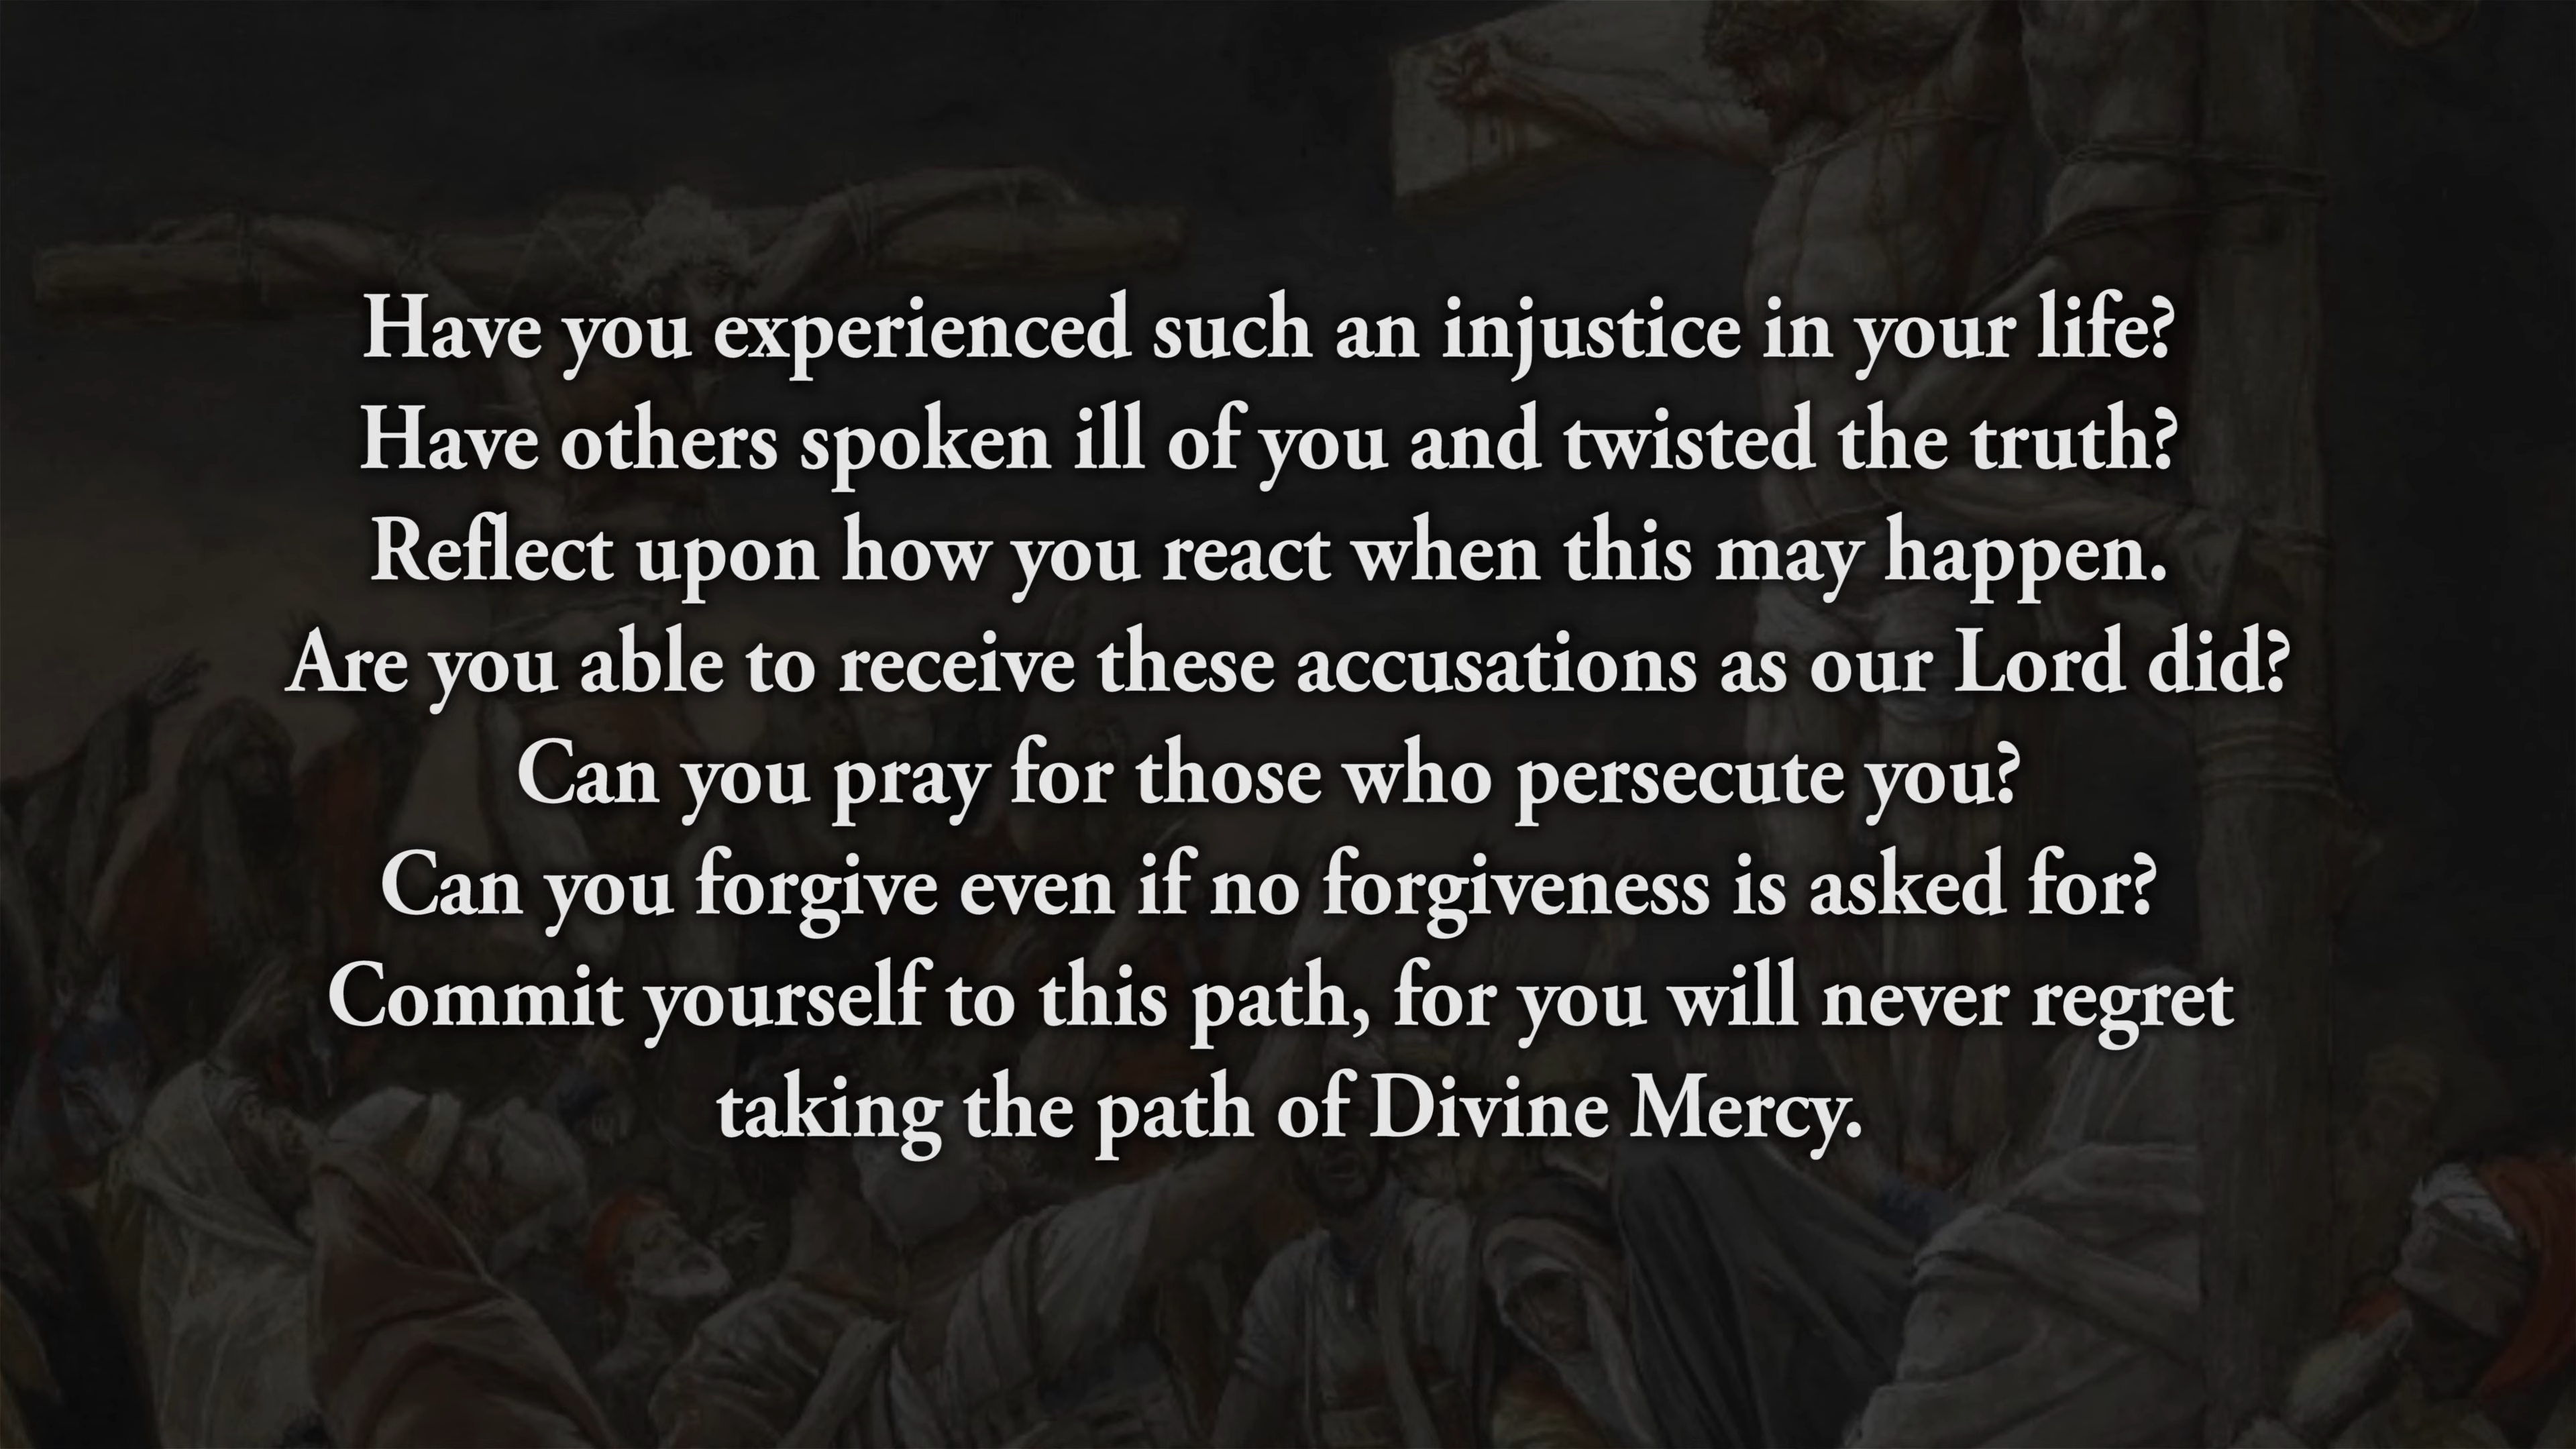 Have you experienced such an injustice in your life?
Have others spoken ill of you and twisted the truth?
Reflect upon how you react when this may happen.
Are you able to receive these accusations as our Lord did?
Can you pray for those who persecute you?
Can you forgive even if no forgiveness is asked for?
Commit yourself to this path, for you will never regret
taking the path of Divine Mercy.